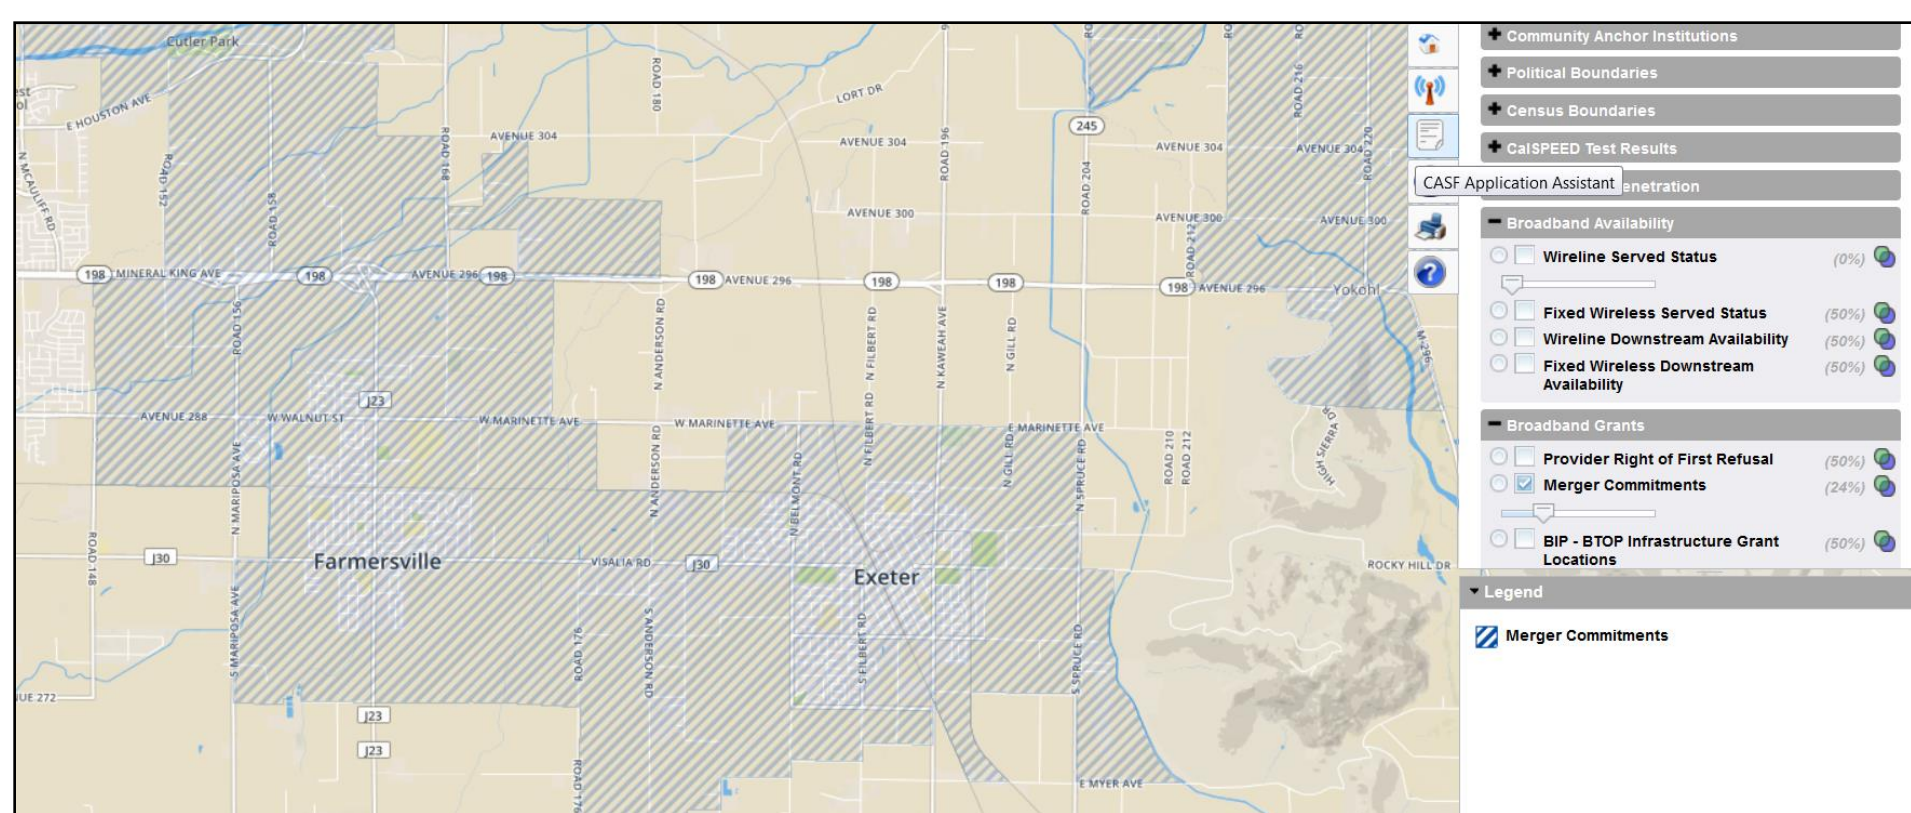 Cutler Park
E HOUSTON AVE
N MCAULIFF RD
ROAD 152
ROAD 158
ROAD 168
AVENUE 304
ROAD 180
LORT DR
AVENUE 304
ROAD 196
245
AVENUE 304
ROAD 216
AVENUE 304
ROAD 220
ROAD 204
AVENUE 300
AVENUE 300
ROAD 212
AVENUE 300
198
MINERAL KING AVE
198
AVENUE 296
198
198
AVENUE 296
198
198
198
AVENUE 296
Yokohl
M-296
ROAD 156
N ANDERSON RD
N FILBERT RD
N KAWEAH AVE
N GILL RD
J23
AVENUE 288
W WALNUT ST
W MARINETTE AVE
W MARINETTE AVE
E MARINETTE AVE
N MARIPOSA AVE
N ANDERSON RD
N BELMONT RD
N FILBERT RD
N GILL RD
N SPRUCE RD
ROAD 210
ROAD 212
HIGH SIERRA DR
ROAD 148
J30
Farmersville
VISALIA RD
J30
Exeter
ROCKY HILL DR
S MARIPOSA AVE
ROAD 176
S ANDERSON RD
S FILBERT RD
S SPRUCE RD
UE 272
J23
J23
ROAD 176
E MYER AVE
Community Anchor Institutions
Political Boundaries
Census Boundaries
CalSPEED Test Results
CASF Application Assistant
enetration
Broadband Availability
Wireline Served Status (0%)
Fixed Wireless Served Status (50%)
Wireline Downstream Availability (50%)
Fixed Wireless Downstream (50%)
Availability
Broadband Grants
Provider Right of First Refusal (50%)
Merger Commitments (24%)
BIP - BTOP Infrastructure Grant (50%)
Locations
Legend
Merger Commitments